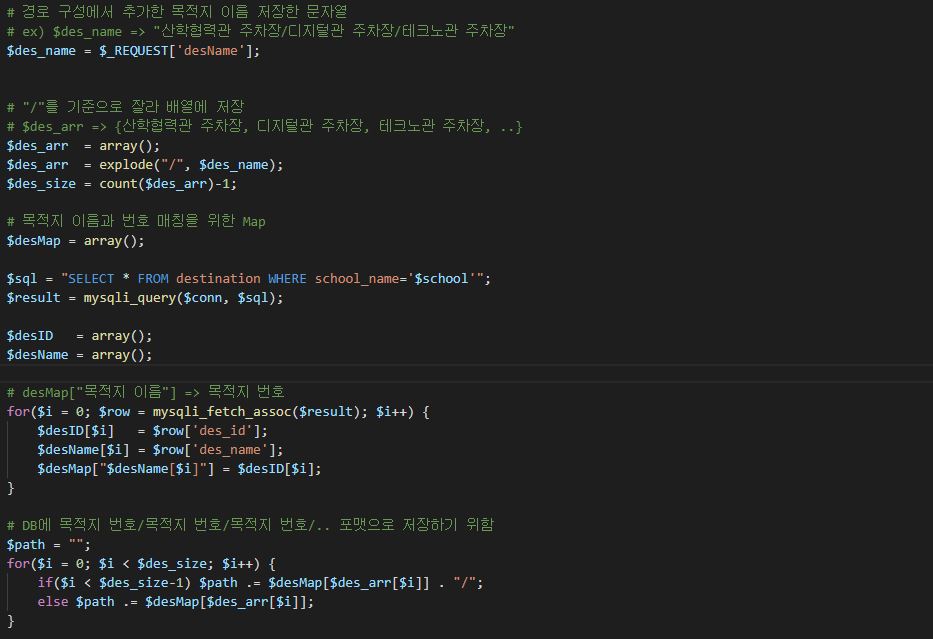 # 경로 구성에서 추가한 목적지 이름 저장한 문자열
# ex) $des_name => "산학협력관 주차장/디지털관 주차장/테크노관 주차장"
$des_name = $_REQUEST['desName'];
# "/"를 기준으로 잘라 배열에 저장
# $des_arr => {산학협력관 주차장, 디지털관 주차장, 테크노관 주차장, ..}
$des_arr  = array();
$des_arr  = explode("/", $des_name);
$des_size = count($des_arr)-1;
# 목적지 이름과 번호 매칭을 위한 Map
$desMap = array();
$sql = "SELECT * FROM destination WHERE school_name='$school'";
$result = mysqli_query($conn, $sql);
$desID   = array();
$desName = array();
# desMap["목적지 이름"] => 목적지 번호
for($i = 0; $row = mysqli_fetch_assoc($result); $i++) {
    $desID[$i]   = $row['des_id'];
    $desName[$i] = $row['des_name'];
    $desMap["$desName[$i]"] = $desID[$i];
}
# DB에 목적지 번호/목적지 번호/목적지 번호/.. 포맷으로 저장하기 위함
$path = "";
for($i = 0; $i < $des_size; $i++) {
    if($i < $des_size-1) $path .= $desMap[$des_arr[$i]] . "/";
    else $path .= $desMap[$des_arr[$i]];
}